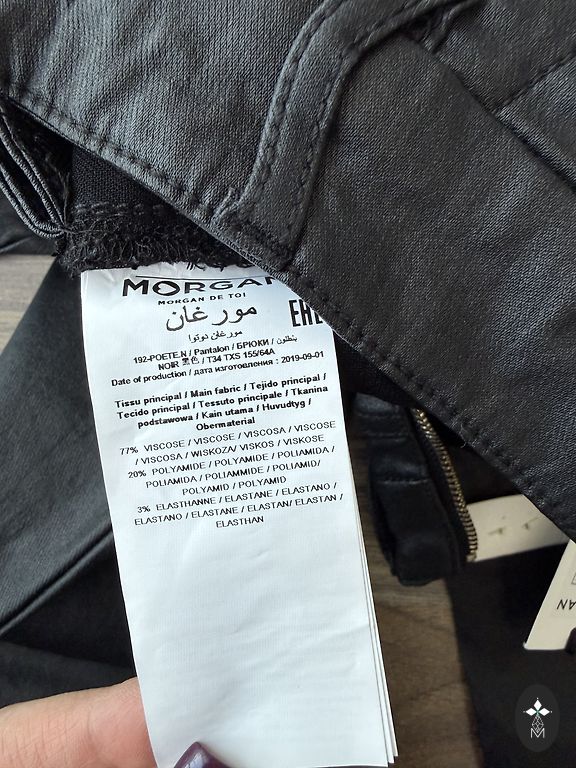 MORGAN
MORGAN DE TOI
مورغان
مورغان دوتوا
EAC
192-POETE.N / Pantalon / БРЮКИ / بنطلون
NOIR 黑色 / T34 TXS 155/64A
Date of production / дата изготовления : 2019-09-01
Tissu principal / Main fabric / Tejido principal /
Tecido principal / Tessuto principale / Tkanina
podstawowa / Kain utama / Huvudtyg /
Obermaterial
77% VISCOSE / VISCOSE / VISCOSA / VISCOSE
/ VISCOSA / WISKOZA/ VISKOS / VISKOSE
20% POLYAMIDE / POLYAMIDE / POLIAMIDA /
POLIAMIDA / POLIAMMIDE / POLIAMID/
POLYAMID / POLYAMID
3% ELASTHANNE / ELASTANE / ELASTANO /
ELASTANO / ELASTANE / ELASTAN/ ELASTAN /
ELASTHAN
AN
M